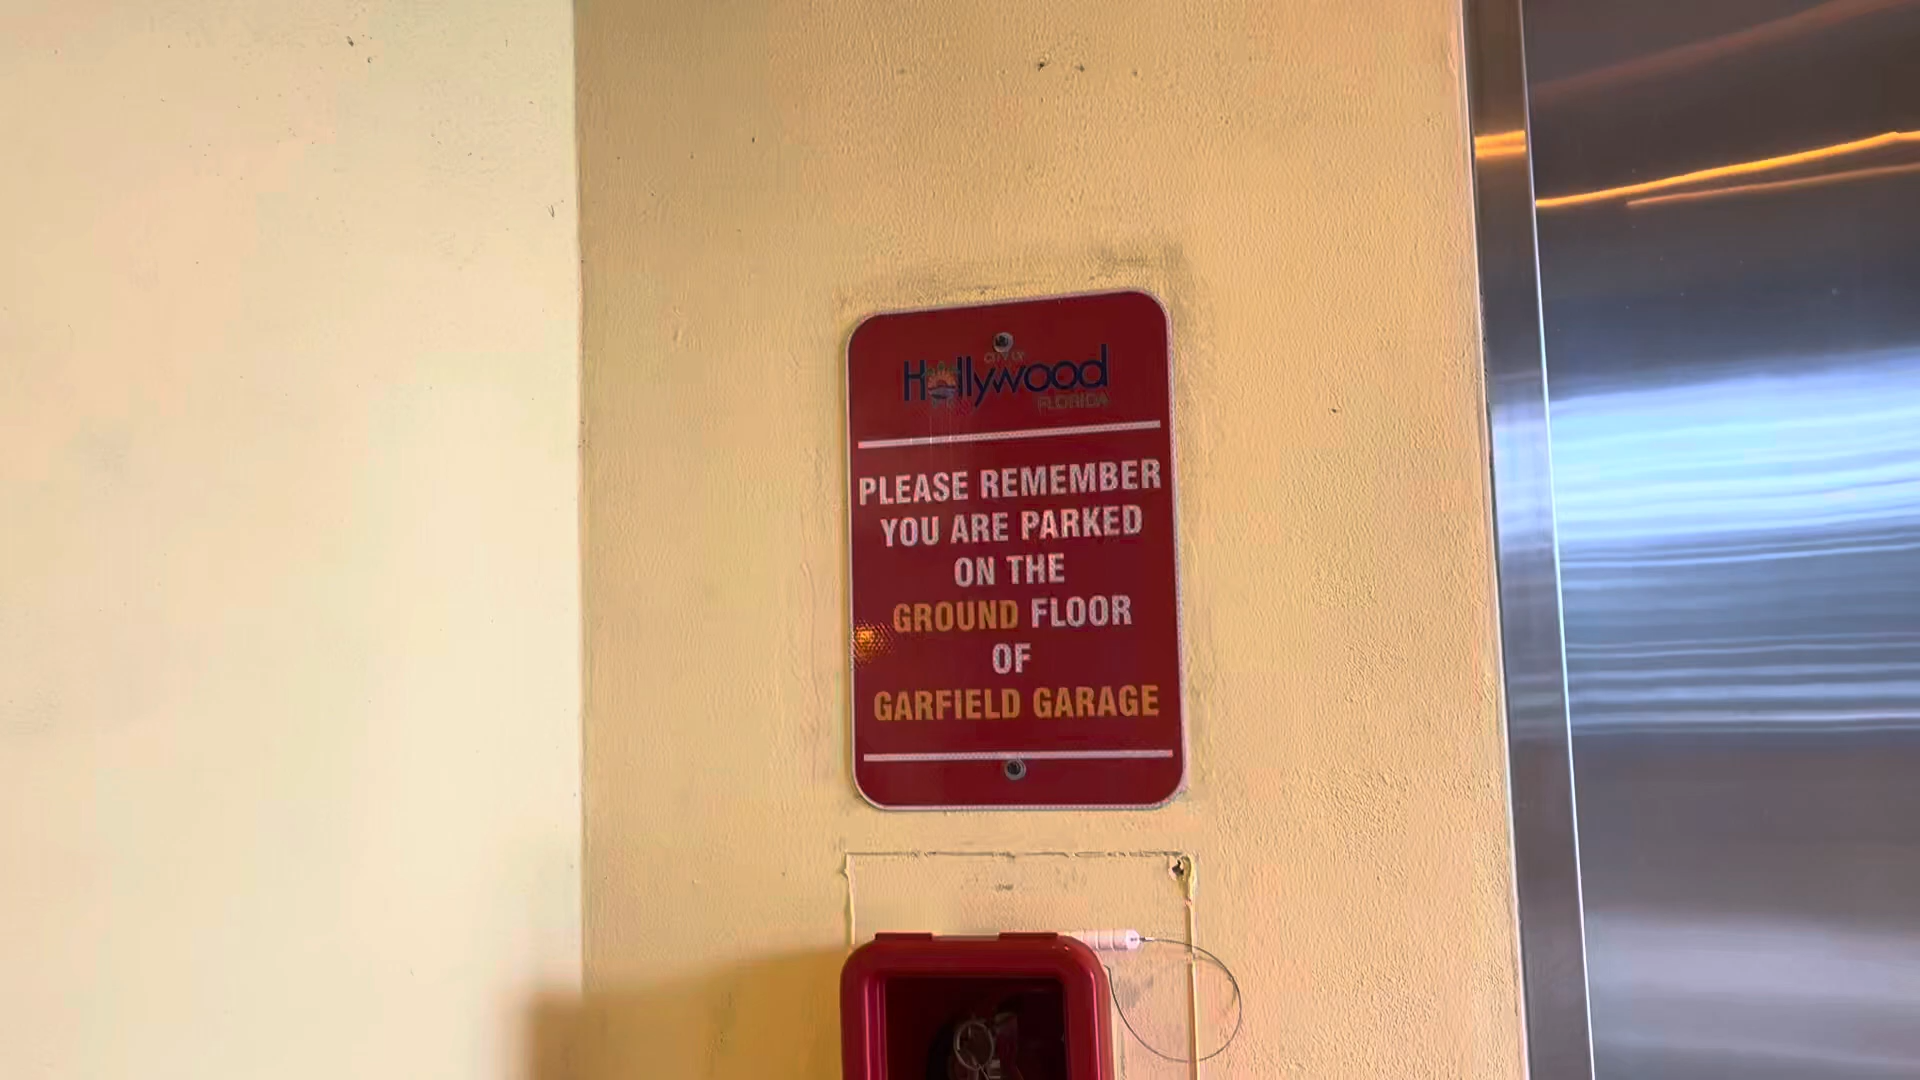 CITY OF
Hollywood
FLORIDA
PLEASE REMEMBER
YOU ARE PARKED
ON THE
GROUND FLOOR
OF
GARFIELD GARAGE